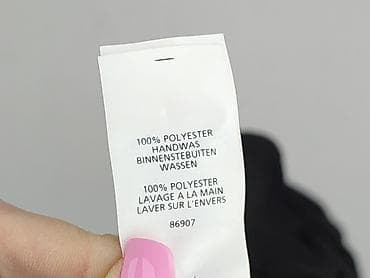 100% POLYESTER
HANDWAS
BINNENSTEBUITEN
WASSEN
100% POLYESTER
LAVAGE A LA MAIN
LAVER SUR L'ENVERS
86907